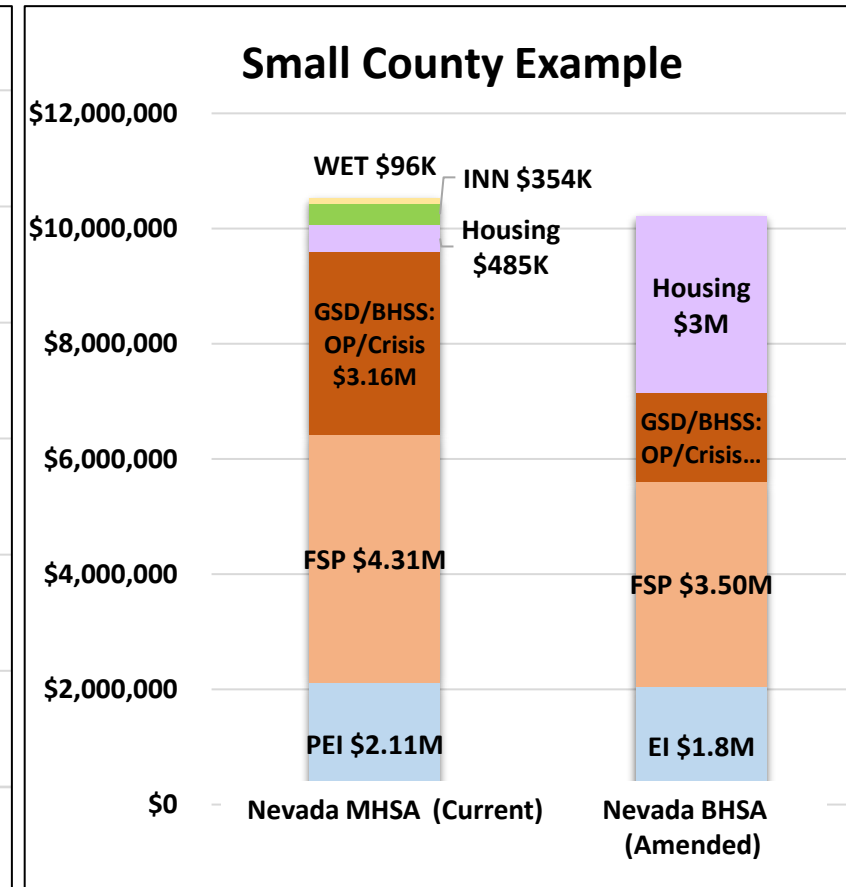 Small County Example
$12,000,000
$10,000,000
$8,000,000
$6,000,000
$4,000,000
$2,000,000
$0
WET $96K
INN $354K
Housing
$485K
GSD/BHSS:
OP/Crisis
$3.16M
FSP $4.31M
PEI $2.11M
Housing
$3M
GSD/BHSS:
OP/Crisis...
FSP $3.50M
EI $1.8M
Nevada MHSA (Current)
Nevada BHSA
(Amended)